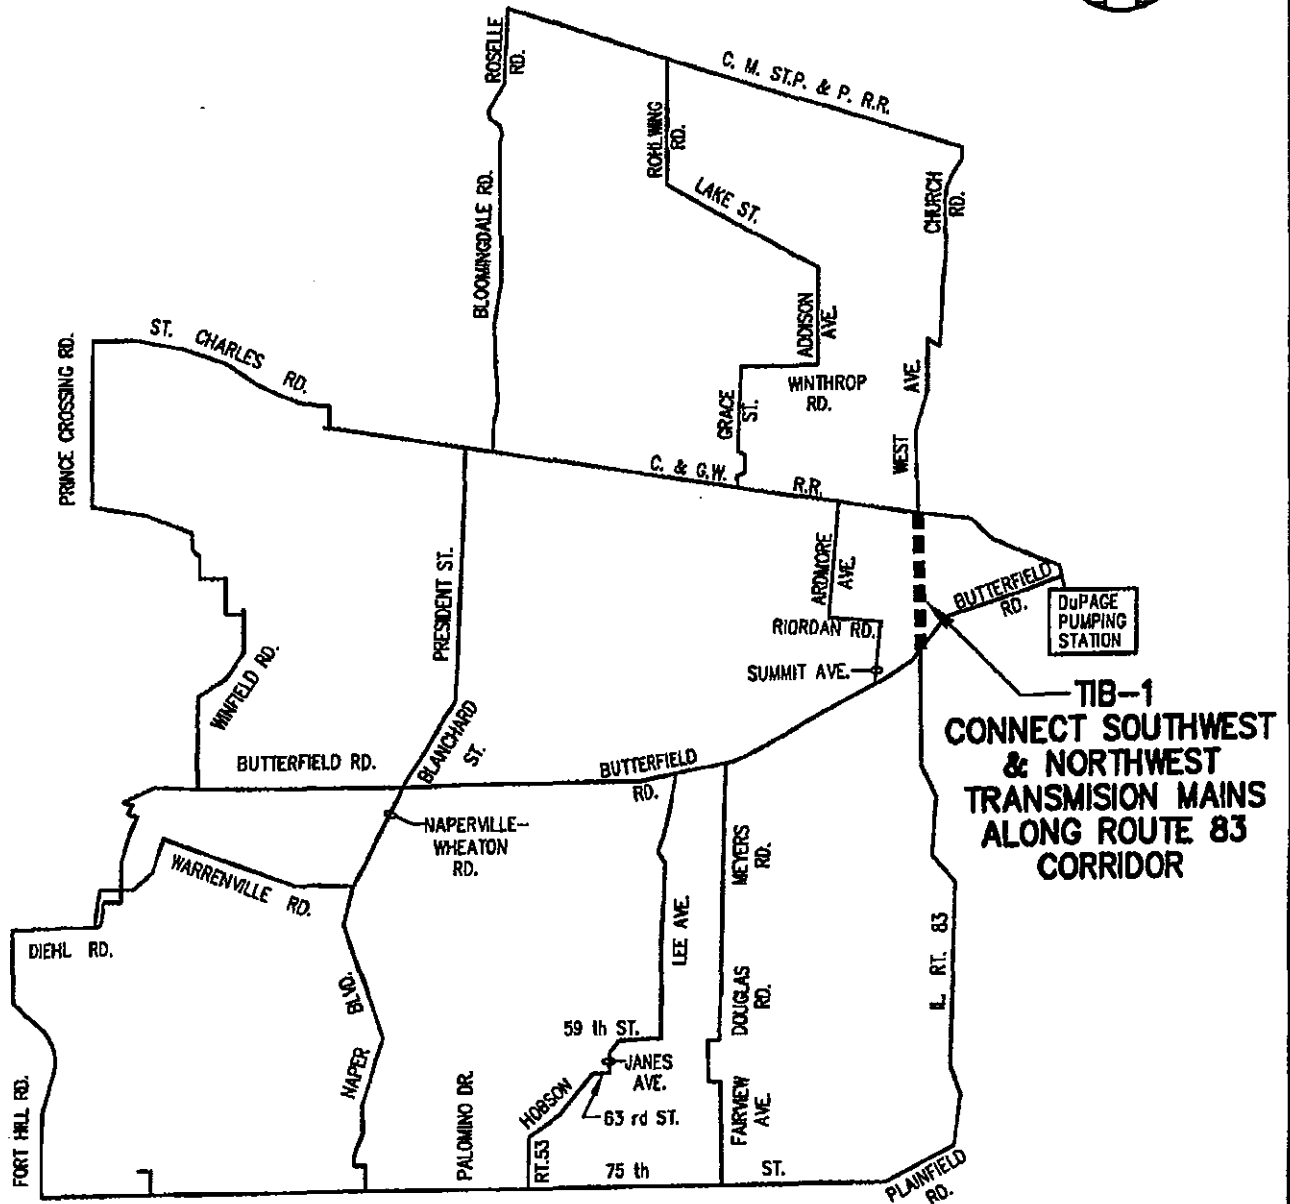 ROSELLE
RD.
C. M. ST.P. & P. R.R.
ROHLWING
RD.
LAKE ST.
CHURCH
RD.
BLOOMINGDALE RD.
ADDISON
AVE.
ST. CHARLES RD.
PRINCE CROSSING RD.
WINTHROP
RD.
GRACE
ST.
WEST AVE.
C. & G.W. R.R.
ARDMORE
AVE.
PRESIDENT ST.
BUTTERFIELD
RD.
DuPAGE
PUMPING
STATION
RIORDAN RD.
SUMMIT AVE.
WINFIELD RD.
TIB-1
CONNECT SOUTHWEST
& NORTHWEST
TRANSMISION MAINS
ALONG ROUTE 83
CORRIDOR
BLANCHARD
ST.
BUTTERFIELD RD.
BUTTERFIELD
RD.
NAPERVILLE-
WHEATON
RD.
WARRENVILLE RD.
MEYERS
RD.
LEE AVE.
DIEHL RD.
IL. RT. 83
DOUGLAS
RD.
NAPER BLVD.
59 th ST.
JANES
AVE.
HOBSON
63 rd ST.
FORT HILL RD.
PALOMINO DR.
FAIRVIEW
AVE.
RT.53
75 th ST.
PLAINFIELD
RD.